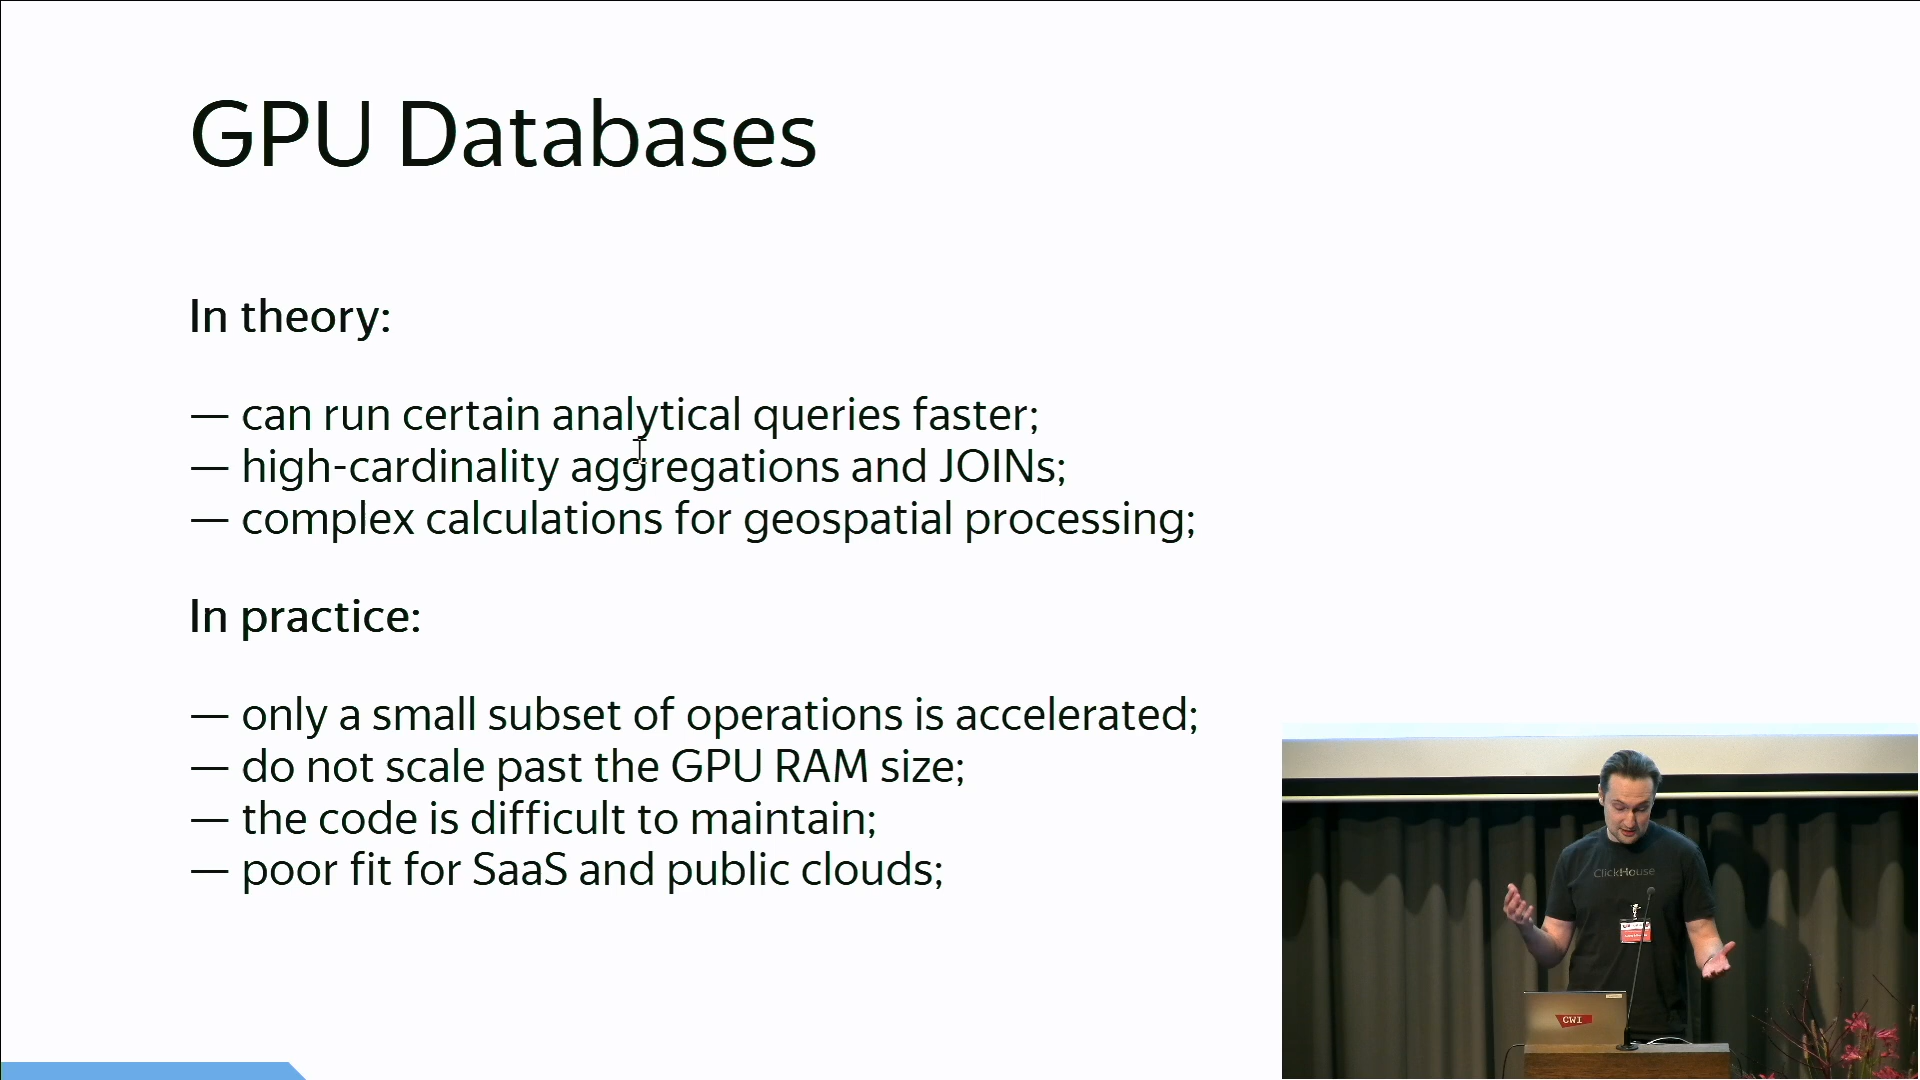 GPU Databases
In theory:
— can run certain analytical queries faster;
— high-cardinality aggregations and JOINs;
— complex calculations for geospatial processing;
In practice:
— only a small subset of operations is accelerated;
— do not scale past the GPU RAM size;
— the code is difficult to maintain;
— poor fit for SaaS and public clouds;
ClickHouse
CWI